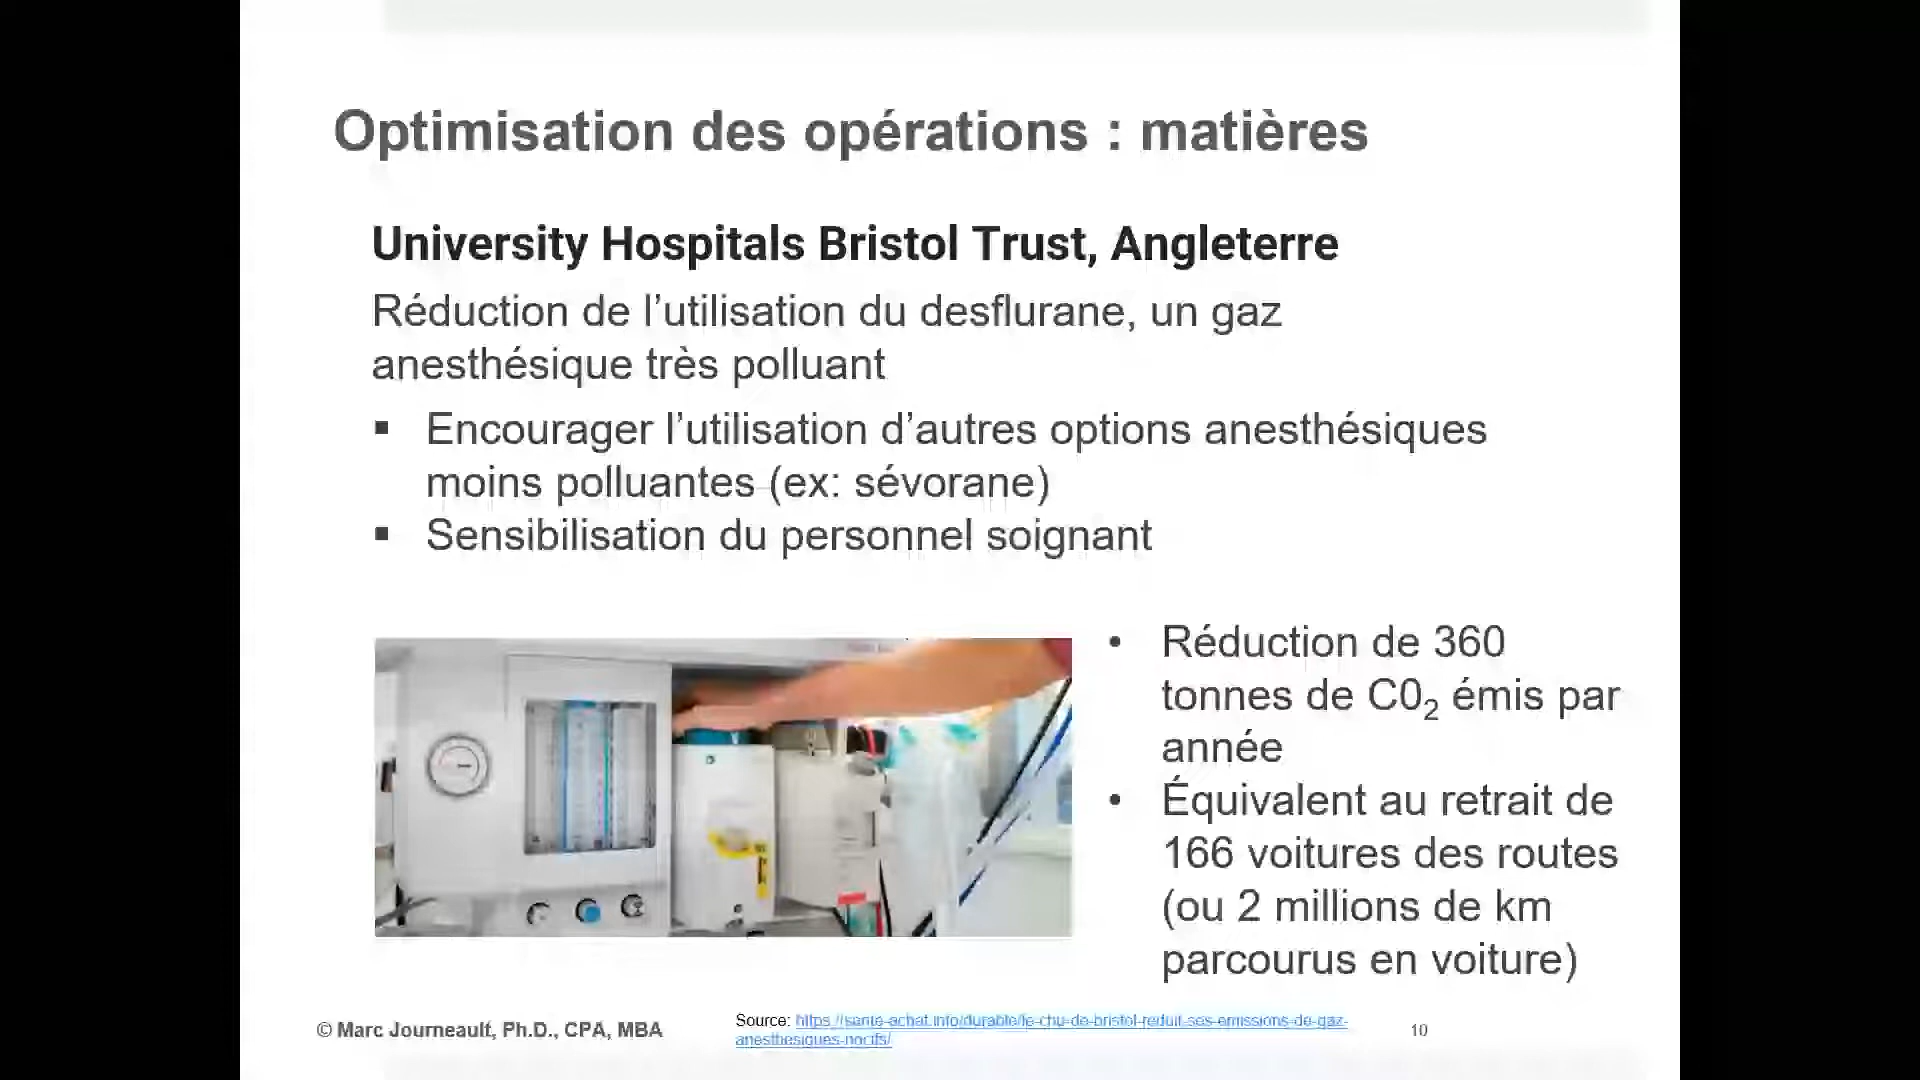 Optimisation des opérations : matières
University Hospitals Bristol Trust, Angleterre
Réduction de l’utilisation du desflurane, un gaz
anesthésique très polluant
▪ Encourager l’utilisation d’autres options anesthésiques
moins polluantes (ex: sévorane)
▪ Sensibilisation du personnel soignant
• Réduction de 360
tonnes de C0₂ émis par
année
• Équivalent au retrait de
166 voitures des routes
(ou 2 millions de km
parcourus en voiture)
© Marc Journeault, Ph.D., CPA, MBA
Source: https://sante-achat.info/durable/le-chu-de-bristol-reduit-ses-emissions-de-gaz-
anesthesiques-nocifs/
10